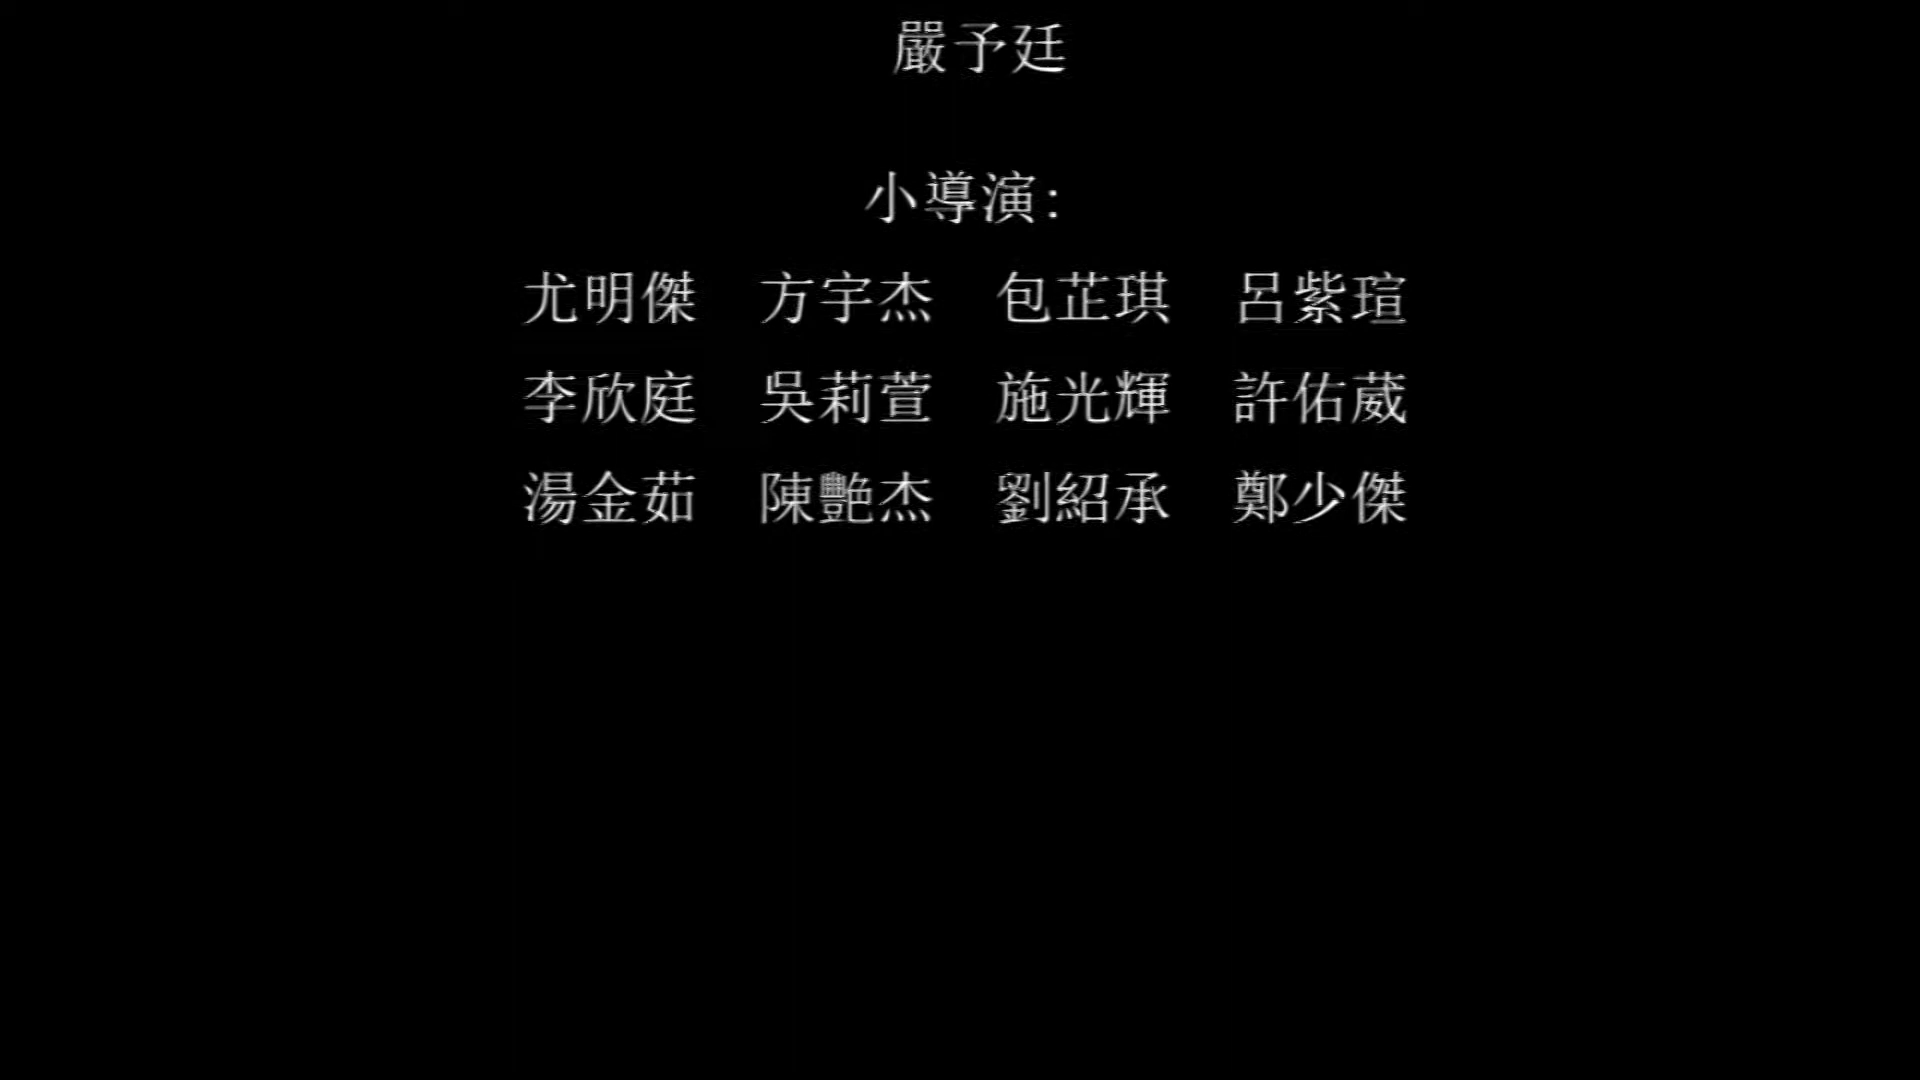 嚴予廷
小導演:
尤明傑 方宇杰 包芷琪 呂紫瑄
李欣庭 吳莉萱 施光輝 許佑葳
湯金茹 陳艷杰 劉紹承 鄭少傑